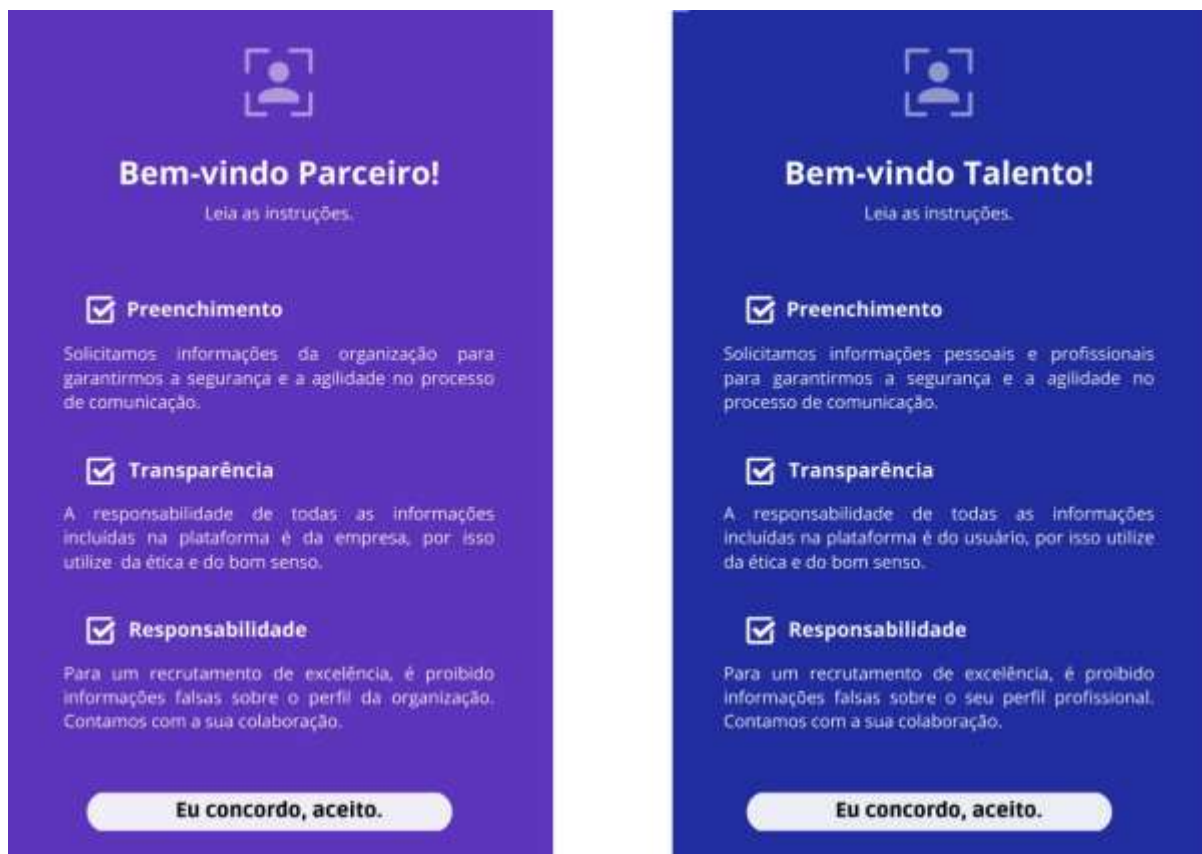 Bem-vindo Parceiro!
Leia as instruções.
Preenchimento
Solicitamos informações da organização para
garantirmos a segurança e a agilidade no processo
de comunicação.
Transparência
A responsabilidade de todas as informações
incluídas na plataforma é da empresa, por isso
utilize da ética e do bom senso.
Responsabilidade
Para um recrutamento de excelência, é proibido
informações falsas sobre o perfil da organização.
Contamos com a sua colaboração.
Eu concordo, aceito.
Bem-vindo Talento!
Leia as instruções.
Preenchimento
Solicitamos informações pessoais e profissionais
para garantirmos a segurança e a agilidade no
processo de comunicação.
Transparência
A responsabilidade de todas as informações
incluídas na plataforma é do usuário, por isso utilize
da ética e do bom senso.
Responsabilidade
Para um recrutamento de excelência, é proibido
informações falsas sobre o seu perfil profissional.
Contamos com a sua colaboração.
Eu concordo, aceito.